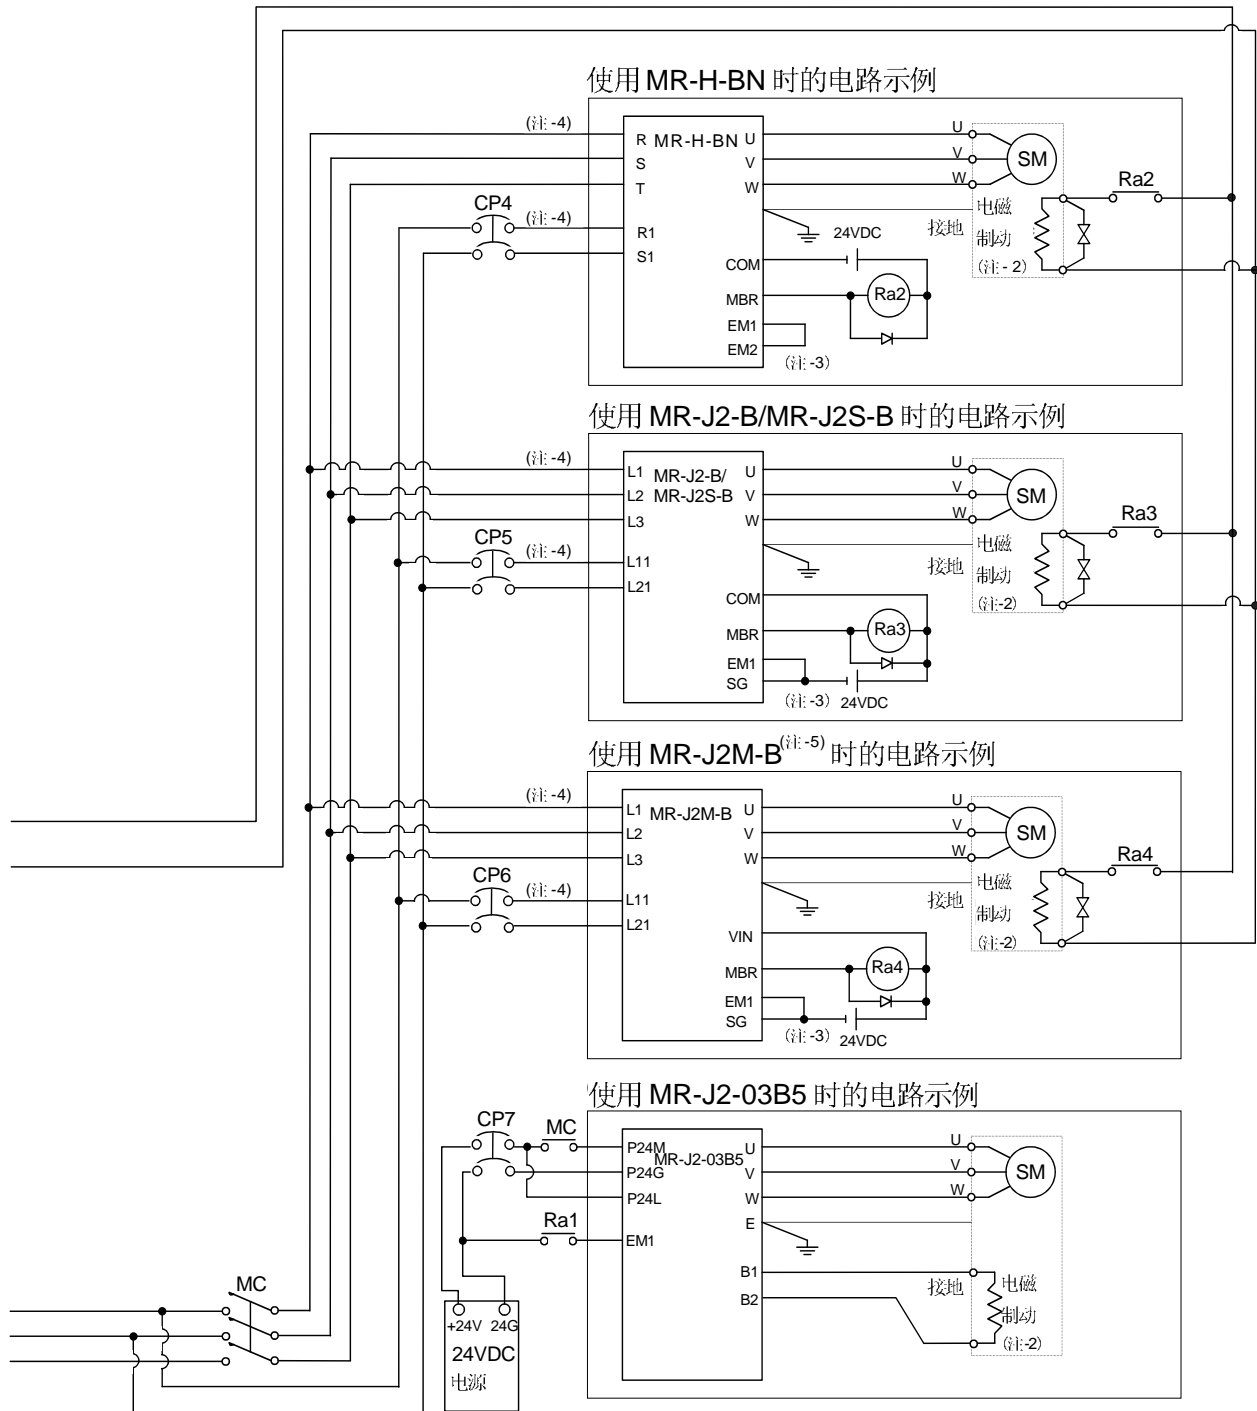 使用 MR-H-BN 时的电路示例
(注-4)
R MR-H-BN U
S V
T W
U
V
W
SM
Ra2
CP4
(注-4)
R1
S1
接地
电磁
制动
(注-2)
24VDC
COM
MBR
Ra2
EM1
EM2
(注-3)
使用 MR-J2-B/MR-J2S-B 时的电路示例
(注-4)
L1 MR-J2-B/ U
L2 MR-J2S-B V
L3 W
U
V
W
SM
Ra3
CP5
(注-4)
L11
L21
接地
电磁
制动
(注-2)
COM
MBR
Ra3
EM1
SG
(注-3) 24VDC
使用 MR-J2M-B(注-5) 时的电路示例
(注-4)
L1 MR-J2M-B U
L2 V
L3 W
U
V
W
SM
Ra4
CP6
(注-4)
L11
L21
接地
电磁
制动
(注-2)
VIN
MBR
Ra4
EM1
SG
(注-3) 24VDC
使用 MR-J2-03B5 时的电路示例
CP7
MC
P24M U
MR-J2-03B5
P24G V
P24L W
U
V
W
SM
Ra1
E
EM1
B1
B2
接地
电磁
制动
(注-2)
MC
+24V 24G
24VDC
电源